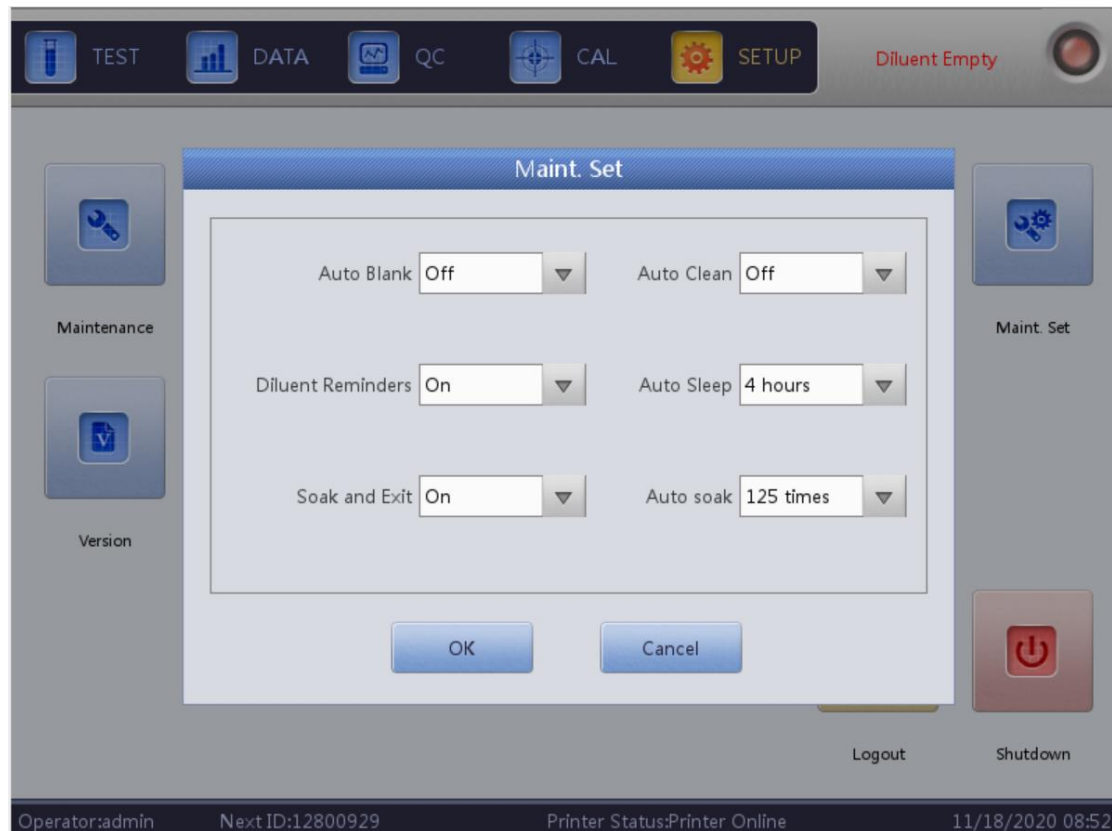 TEST DATA QC CAL SETUP Diluent Empty
Maint. Set
Auto Blank Off Auto Clean Off
Maintenance Maint. Set
Diluent Reminders On Auto Sleep 4 hours
V
Soak and Exit On Auto soak 125 times
Version
OK Cancel
Logout Shutdown
Operator:admin Next ID:12800929 Printer Status:Printer Online 11/18/2020 08:52